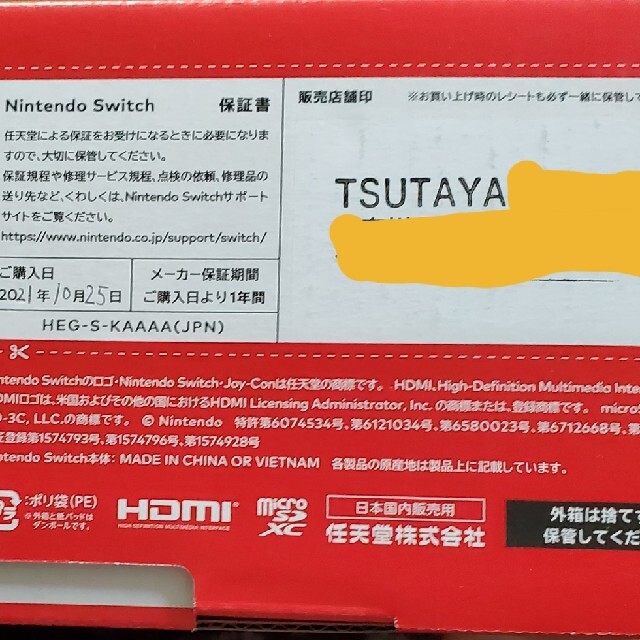 Nintendo Switch 保証書
任天堂による保証をお受けになるときに必要になりま
すので、大切に保管してください。
保証規程や修理サービス規程、点検の依頼、修理品の
送り先など、くわしくは、Nintendo Switchサポート
サイトをご覧ください。
https://www.nintendo.co.jp/support/switch/
ご購入日
2021年10月25日
メーカー保証期間
ご購入日より1年間
HEG-S-KAAAA(JPN)
販売店舗印 ※お買い上げ時のレシートも必ず一緒に保管して
TSUTAYA
ntendo Switchのロゴ・Nintendo Switch・Joy-Conは任天堂の商標です。 HDMI、High-Definition Multimedia Inter
DMIロゴは、米国およびその他の国におけるHDMI Licensing Administrator, Inc. の商標または、登録商標です。 micro
D-3C, LLC.の商標です。 © Nintendo 特許第6074534号、第6121034号、第6580023号、第6712668号、第
登録第1574793号、第1574796号、第1574928号
ntendo Switch本体: MADE IN CHINA OR VIETNAM 各製品の原産地は製品上に記載しています。
:ポリ袋(PE)
※外箱と紙パッドは
ダンボールです。
HDMI
HIGH-DEFINITION MULTIMEDIA INTERFACE
micro
SD
XC
日本国内販売用
任天堂株式会社
外箱は捨てず
保管してくだ